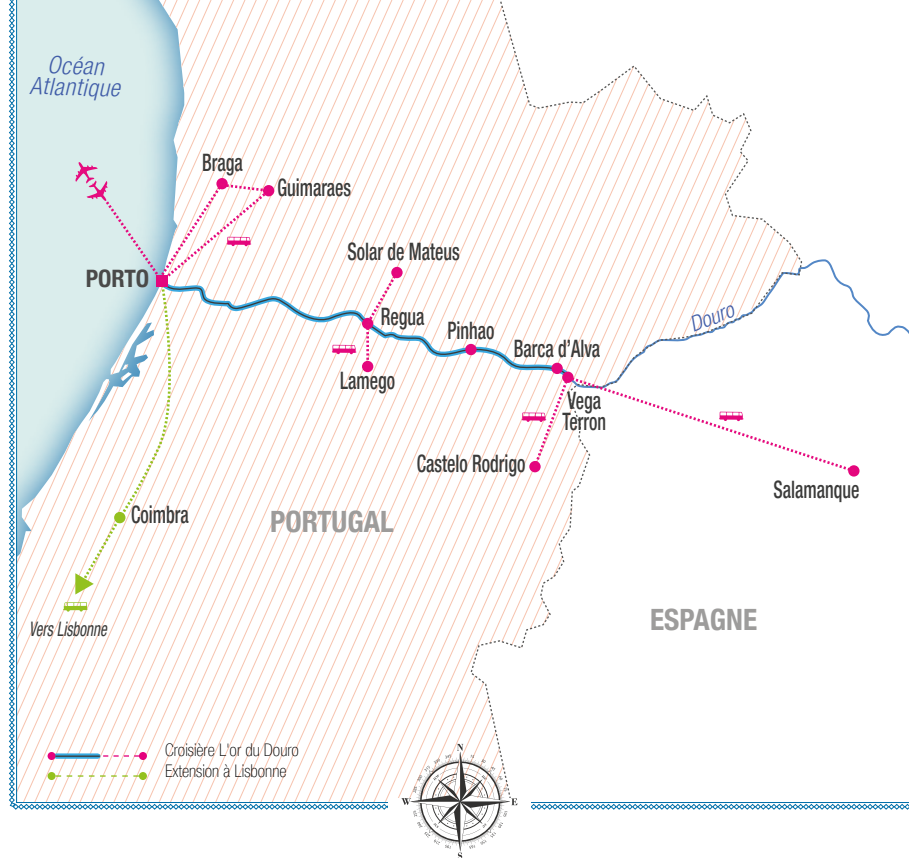 Océan
Atlantique
Braga
Guimaraes
Solar de Mateus
PORTO
Regua
Pinhao
Douro
Barca d'Alva
Lamego
Vega
Terron
Castelo Rodrigo
Salamanque
Coimbra
PORTUGAL
ESPAGNE
Vers Lisbonne
Croisière L'or du Douro
Extension à Lisbonne
N
W
E
S